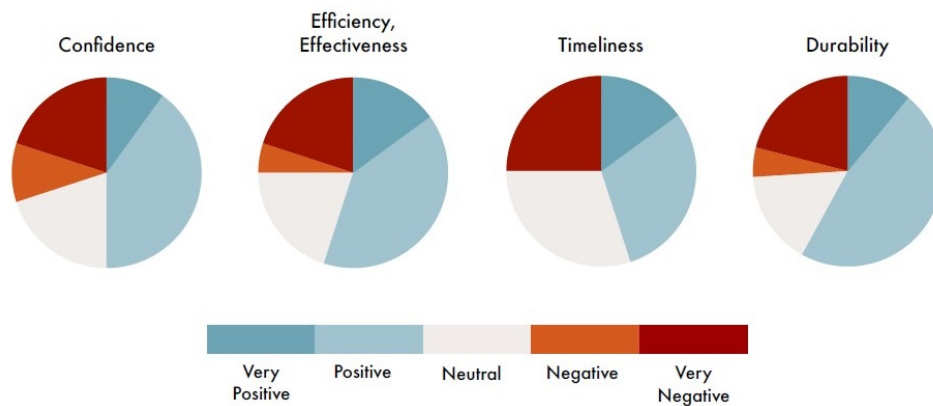 Confidence
Efficiency,
Effectiveness
Timeliness
Durability
Very
Positive
Positive
Neutral
Negative
Very
Negative